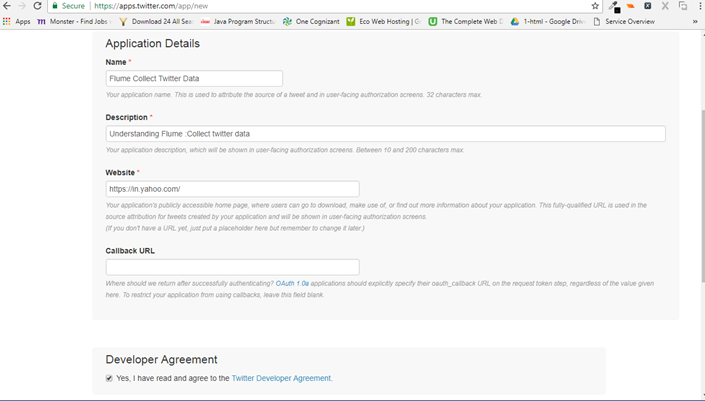 Secure https://apps.twitter.com/app/new
Apps Monster - Find Jobs Download 24 All Sea Java Program Struct One Cognizant Eco Web Hosting | G The Complete Web D 1-html - Google Driv Service Overview »
Application Details
Name *
Flume Collect Twitter Data
Your application name. This is used to attribute the source of a tweet and in user-facing authorization screens. 32 characters max.
Description *
Understanding Flume :Collect twitter data
Your application description, which will be shown in user-facing authorization screens. Between 10 and 200 characters max.
Website *
https://in.yahoo.com/
Your application's publicly accessible home page, where users can go to download, make use of, or find out more information about your application. This fully-qualified URL is used in the
source attribution for tweets created by your application and will be shown in user-facing authorization screens.
(If you don't have a URL yet, just put a placeholder here but remember to change it later.)
Callback URL
Where should we return after successfully authenticating? OAuth 1.0a applications should explicitly specify their oauth_callback URL on the request token step, regardless of the value given
here. To restrict your application from using callbacks, leave this field blank.
Developer Agreement
Yes, I have read and agree to the Twitter Developer Agreement.